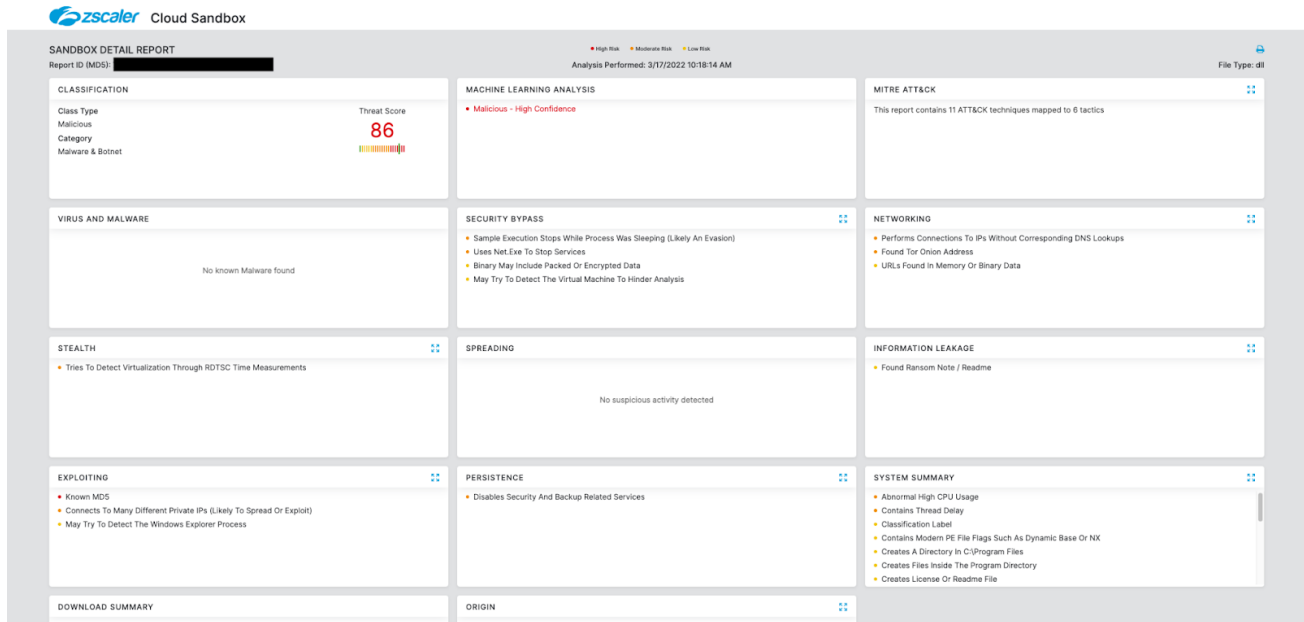 zscaler Cloud Sandbox
SANDBOX DETAIL REPORT
Report ID (MD5):
High Risk Moderate Risk Low Risk
Analysis Performed: 3/17/2022 10:18:14 AM
File Type: dll
CLASSIFICATION
Class Type
Malicious
Category
Malware & Botnet
Threat Score
86
MACHINE LEARNING ANALYSIS
Malicious - High Confidence
MITRE ATT&CK
This report contains 11 ATT&CK techniques mapped to 6 tactics
VIRUS AND MALWARE
No known Malware found
SECURITY BYPASS
Sample Execution Stops While Process Was Sleeping (Likely An Evasion)
Uses Net.Exe To Stop Services
Binary May Include Packed Or Encrypted Data
May Try To Detect The Virtual Machine To Hinder Analysis
NETWORKING
Performs Connections To IPs Without Corresponding DNS Lookups
Found Tor Onion Address
URLs Found In Memory Or Binary Data
STEALTH
Tries To Detect Virtualization Through RDTSC Time Measurements
SPREADING
No suspicious activity detected
INFORMATION LEAKAGE
Found Ransom Note / Readme
EXPLOITING
Known MD5
Connects To Many Different Private IPs (Likely To Spread Or Exploit)
May Try To Detect The Windows Explorer Process
PERSISTENCE
Disables Security And Backup Related Services
SYSTEM SUMMARY
Abnormal High CPU Usage
Contains Thread Delay
Classification Label
Contains Modern PE File Flags Such As Dynamic Base Or NX
Creates A Directory In C:\Program Files
Creates Files Inside The Program Directory
Creates License Or Readme File
DOWNLOAD SUMMARY
ORIGIN